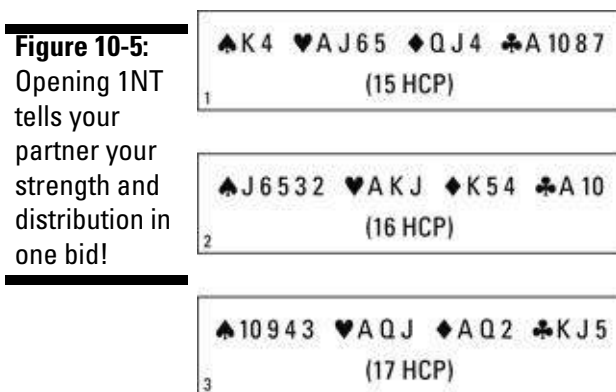 Figure 10-5:
Opening 1NT
tells your
partner your
strength and
distribution in
one bid!
♠K4 ♥AJ65 ♦QJ4 ♣A1087
(15 HCP)
1
♠J6532 ♥AKJ ♦K54 ♣A10
(16 HCP)
2
♠10943 ♥AQJ ♦AQ2 ♣KJ5
(17 HCP)
3